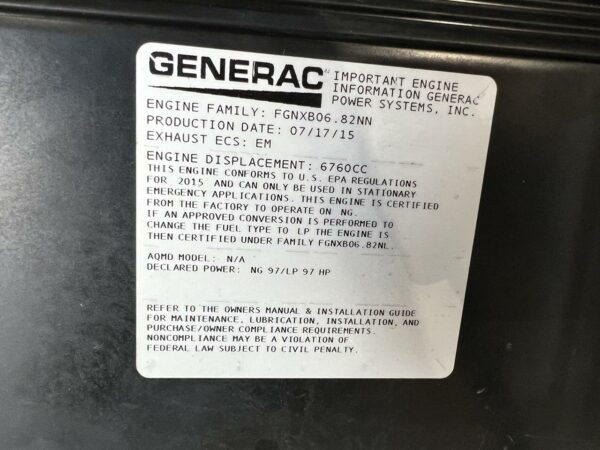 GENERAC
IMPORTANT ENGINE
INFORMATION GENERAC
POWER SYSTEMS, INC.
ENGINE FAMILY: FGNXB06.82NN
PRODUCTION DATE: 07/17/15
EXHAUST ECS: EM
ENGINE DISPLACEMENT: 6760CC
THIS ENGINE CONFORMS TO U.S. EPA REGULATIONS
FOR 2015 AND CAN ONLY BE USED IN STATIONARY
EMERGENCY APPLICATIONS. THIS ENGINE IS CERTIFIED
FROM THE FACTORY TO OPERATE ON NG.
IF AN APPROVED CONVERSION IS PERFORMED TO
CHANGE THE FUEL TYPE TO LP THE ENGINE IS
THEN CERTIFIED UNDER FAMILY FGNXB06.82NL.
AQMD MODEL: N/A
DECLARED POWER: NG 97/LP 97 HP
REFER TO THE OWNERS MANUAL & INSTALLATION GUIDE
FOR MAINTENANCE, LUBRICATION, INSTALLATION, AND
PURCHASE/OWNER COMPLIANCE REQUIREMENTS.
NONCOMPLIANCE MAY BE A VIOLATION OF
FEDERAL LAW SUBJECT TO CIVIL PENALTY.